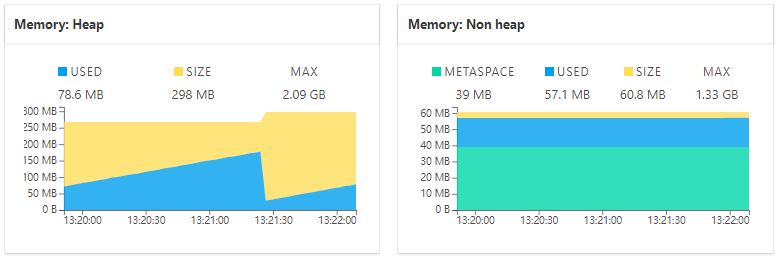 Memory: Heap
USED SIZE MAX
78.6 MB 298 MB 2.09 GB
300 MB
250 MB
200 MB
150 MB
100 MB
50 MB
0 B
13:20:00 13:20:30 13:21:00 13:21:30 13:22:00
Memory: Non heap
METASPACE USED SIZE MAX
39 MB 57.1 MB 60.8 MB 1.33 GB
60 MB
50 MB
40 MB
30 MB
20 MB
10 MB
0 B
13:20:00 13:20:30 13:21:00 13:21:30 13:22:00